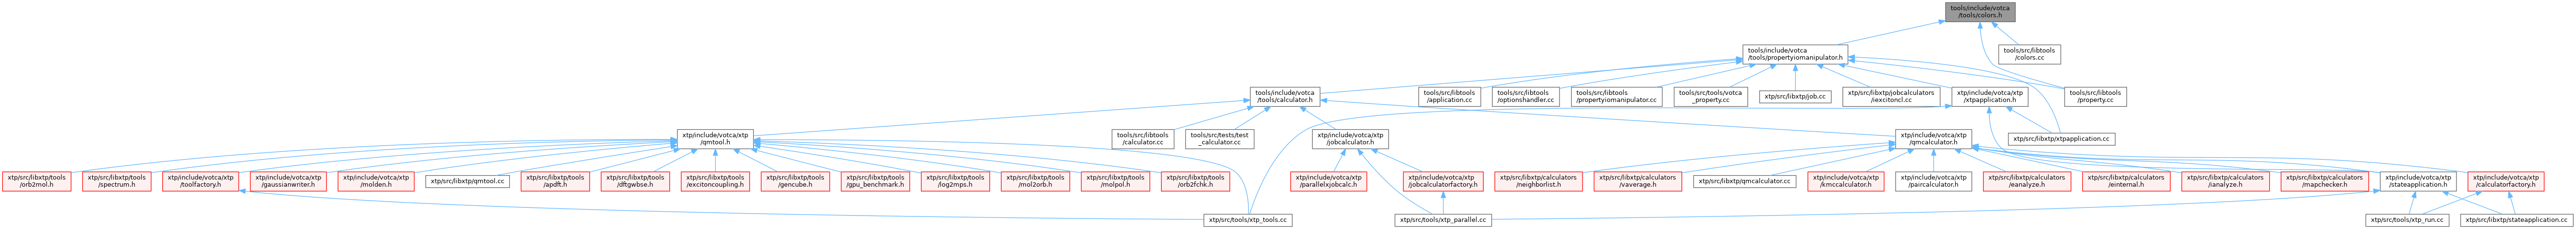 tools/include/votca
/tools/colors.h
tools/include/votca
/tools/propertyiomanipulator.h
tools/src/libtools
/colors.cc
tools/include/votca
/tools/calculator.h
tools/src/libtools
/application.cc
tools/src/libtools
/optionshandler.cc
tools/src/libtools
/propertyiomanipulator.cc
tools/src/tools/votca
_property.cc
xtp/src/libxtp/job.cc
xtp/src/libxtp/jobcalculators
/iexcitoncl.cc
xtp/include/votca/xtp
/xtpapplication.h
tools/src/libtools
/property.cc
xtp/include/votca/xtp
/qmtool.h
tools/src/libtools
/calculator.cc
tools/src/tests/test
_calculator.cc
xtp/include/votca/xtp
/jobcalculator.h
xtp/include/votca/xtp
/qmcalculator.h
xtp/src/libxtp/xtpapplication.cc
xtp/src/libxtp/tools
/orb2mol.h
xtp/src/libxtp/tools
/spectrum.h
xtp/include/votca/xtp
/toolfactory.h
xtp/include/votca/xtp
/gaussianwriter.h
xtp/include/votca/xtp
/molden.h
xtp/src/libxtp/qmtool.cc
xtp/src/libxtp/tools
/apdft.h
xtp/src/libxtp/tools
/dftgwbse.h
xtp/src/libxtp/tools
/excitoncoupling.h
xtp/src/libxtp/tools
/gencube.h
xtp/src/libxtp/tools
/gpu_benchmark.h
xtp/src/libxtp/tools
/log2mps.h
xtp/src/libxtp/tools
/mol2orb.h
xtp/src/libxtp/tools
/molpol.h
xtp/src/libxtp/tools
/orb2fchk.h
xtp/include/votca/xtp
/parallelxjobcalc.h
xtp/include/votca/xtp
/jobcalculatorfactory.h
xtp/src/libxtp/calculators
/neighborlist.h
xtp/src/libxtp/calculators
/vaverage.h
xtp/src/libxtp/qmcalculator.cc
xtp/include/votca/xtp
/kmccalculator.h
xtp/include/votca/xtp
/paircalculator.h
xtp/src/libxtp/calculators
/eanalyze.h
xtp/src/libxtp/calculators
/einternal.h
xtp/src/libxtp/calculators
/ianalyze.h
xtp/src/libxtp/calculators
/mapchecker.h
xtp/include/votca/xtp
/stateapplication.h
xtp/include/votca/xtp
/calculatorfactory.h
xtp/src/tools/xtp_tools.cc
xtp/src/tools/xtp_parallel.cc
xtp/src/tools/xtp_run.cc
xtp/src/libxtp/stateapplication.cc